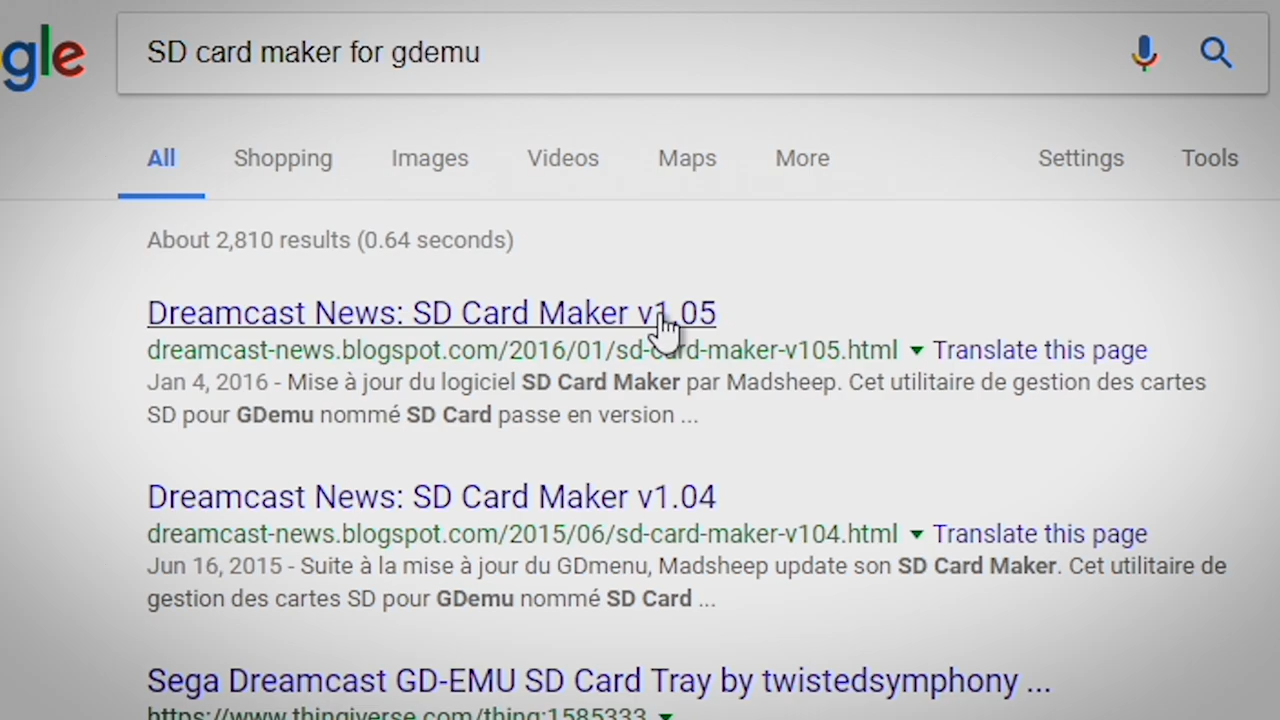 gle
SD card maker for gdemu
All Shopping Images Videos Maps More Settings Tools
About 2,810 results (0.64 seconds)
Dreamcast News: SD Card Maker v1.05
dreamcast-news.blogspot.com/2016/01/sd-card-maker-v105.html Translate this page
Jan 4, 2016 - Mise à jour du logiciel SD Card Maker par Madsheep. Cet utilitaire de gestion des cartes
SD pour GDemu nommé SD Card passe en version ...
Dreamcast News: SD Card Maker v1.04
dreamcast-news.blogspot.com/2015/06/sd-card-maker-v104.html Translate this page
Jun 16, 2015 - Suite à la mise à jour du GDmenu, Madsheep update son SD Card Maker. Cet utilitaire de
gestion des cartes SD pour GDemu nommé SD Card ...
Sega Dreamcast GD-EMU SD Card Tray by twistedsymphony ...
https://www.thingiverse.com/thing:1585333